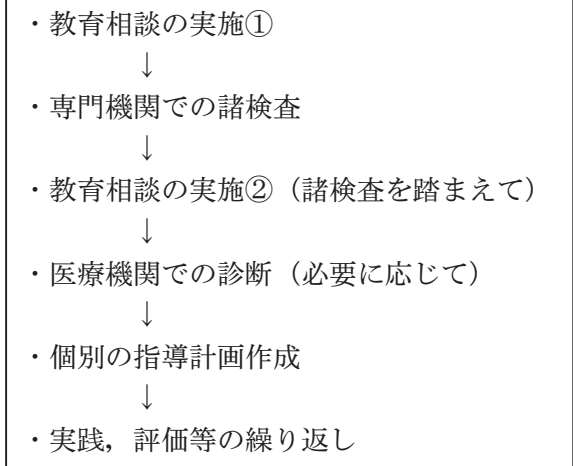 ・教育相談の実施①
↓
・専門機関での諸検査
↓
・教育相談の実施②（諸検査を踏まえて）
↓
・医療機関での診断（必要に応じて）
↓
・個別の指導計画作成
↓
・実践，評価等の繰り返し